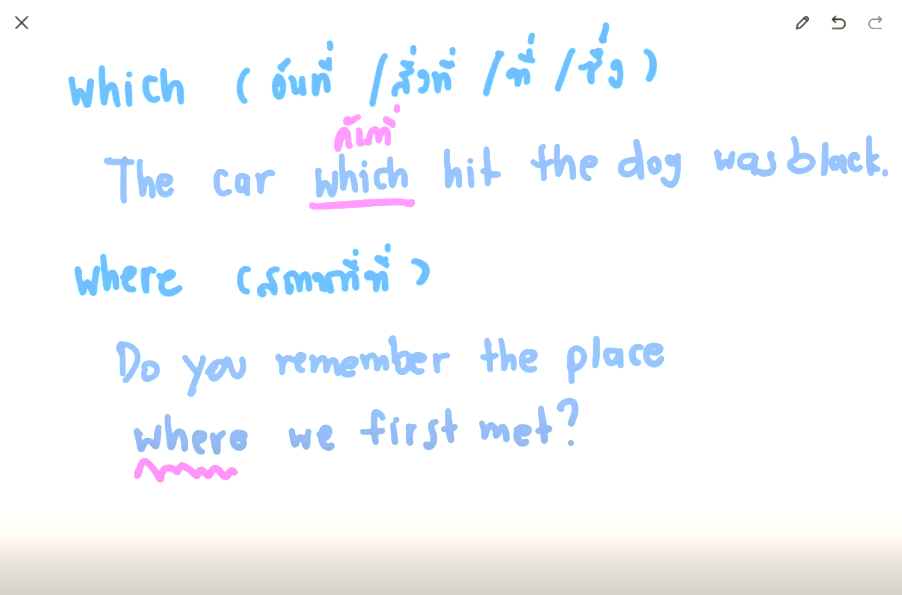 which (อันที่ /สิ่งที่ /ที่ /ซึ่ง)
คันที่
The car which hit the dog was black.
where (สถานที่ที่)
Do you remember the place
where we first met?